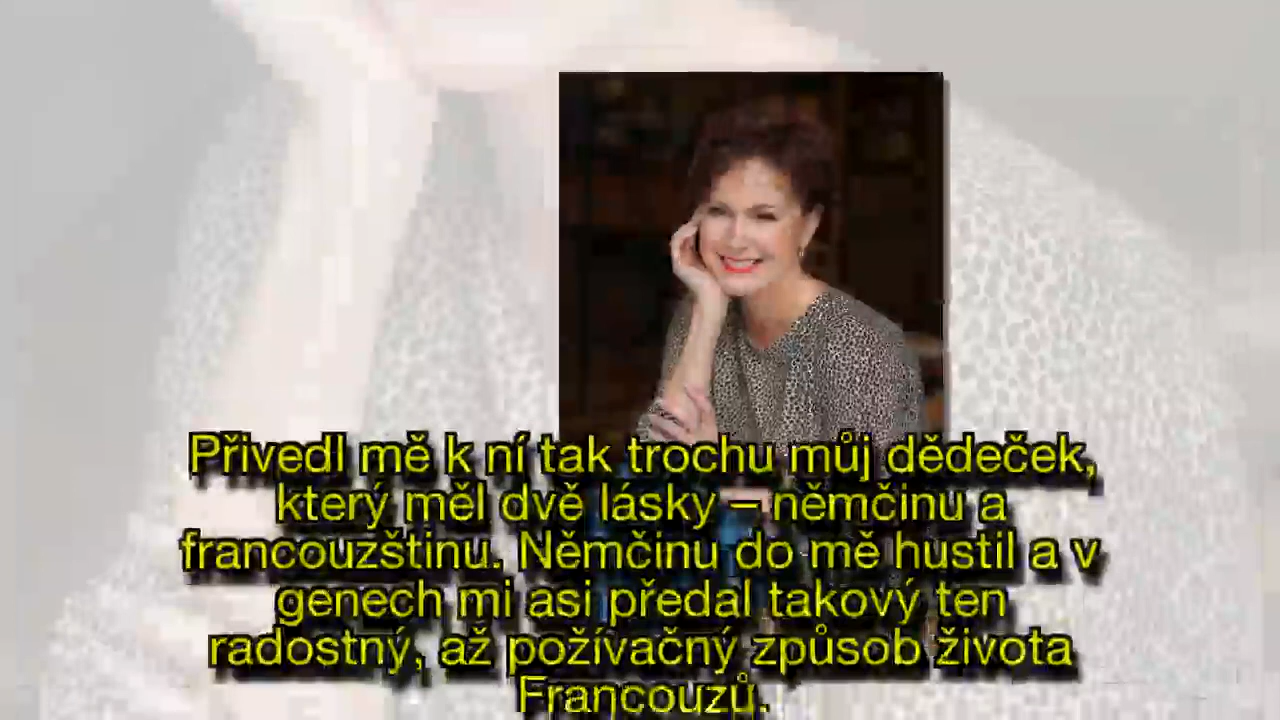 Přivedl mě k ní tak trochu můj dědeček,
který měl dvě lásky – němčinu a
francouzštinu. Němčinu do mě hustil a v
genech mi asi předal takový ten
radostný, až požívačný způsob života
Francouzů.